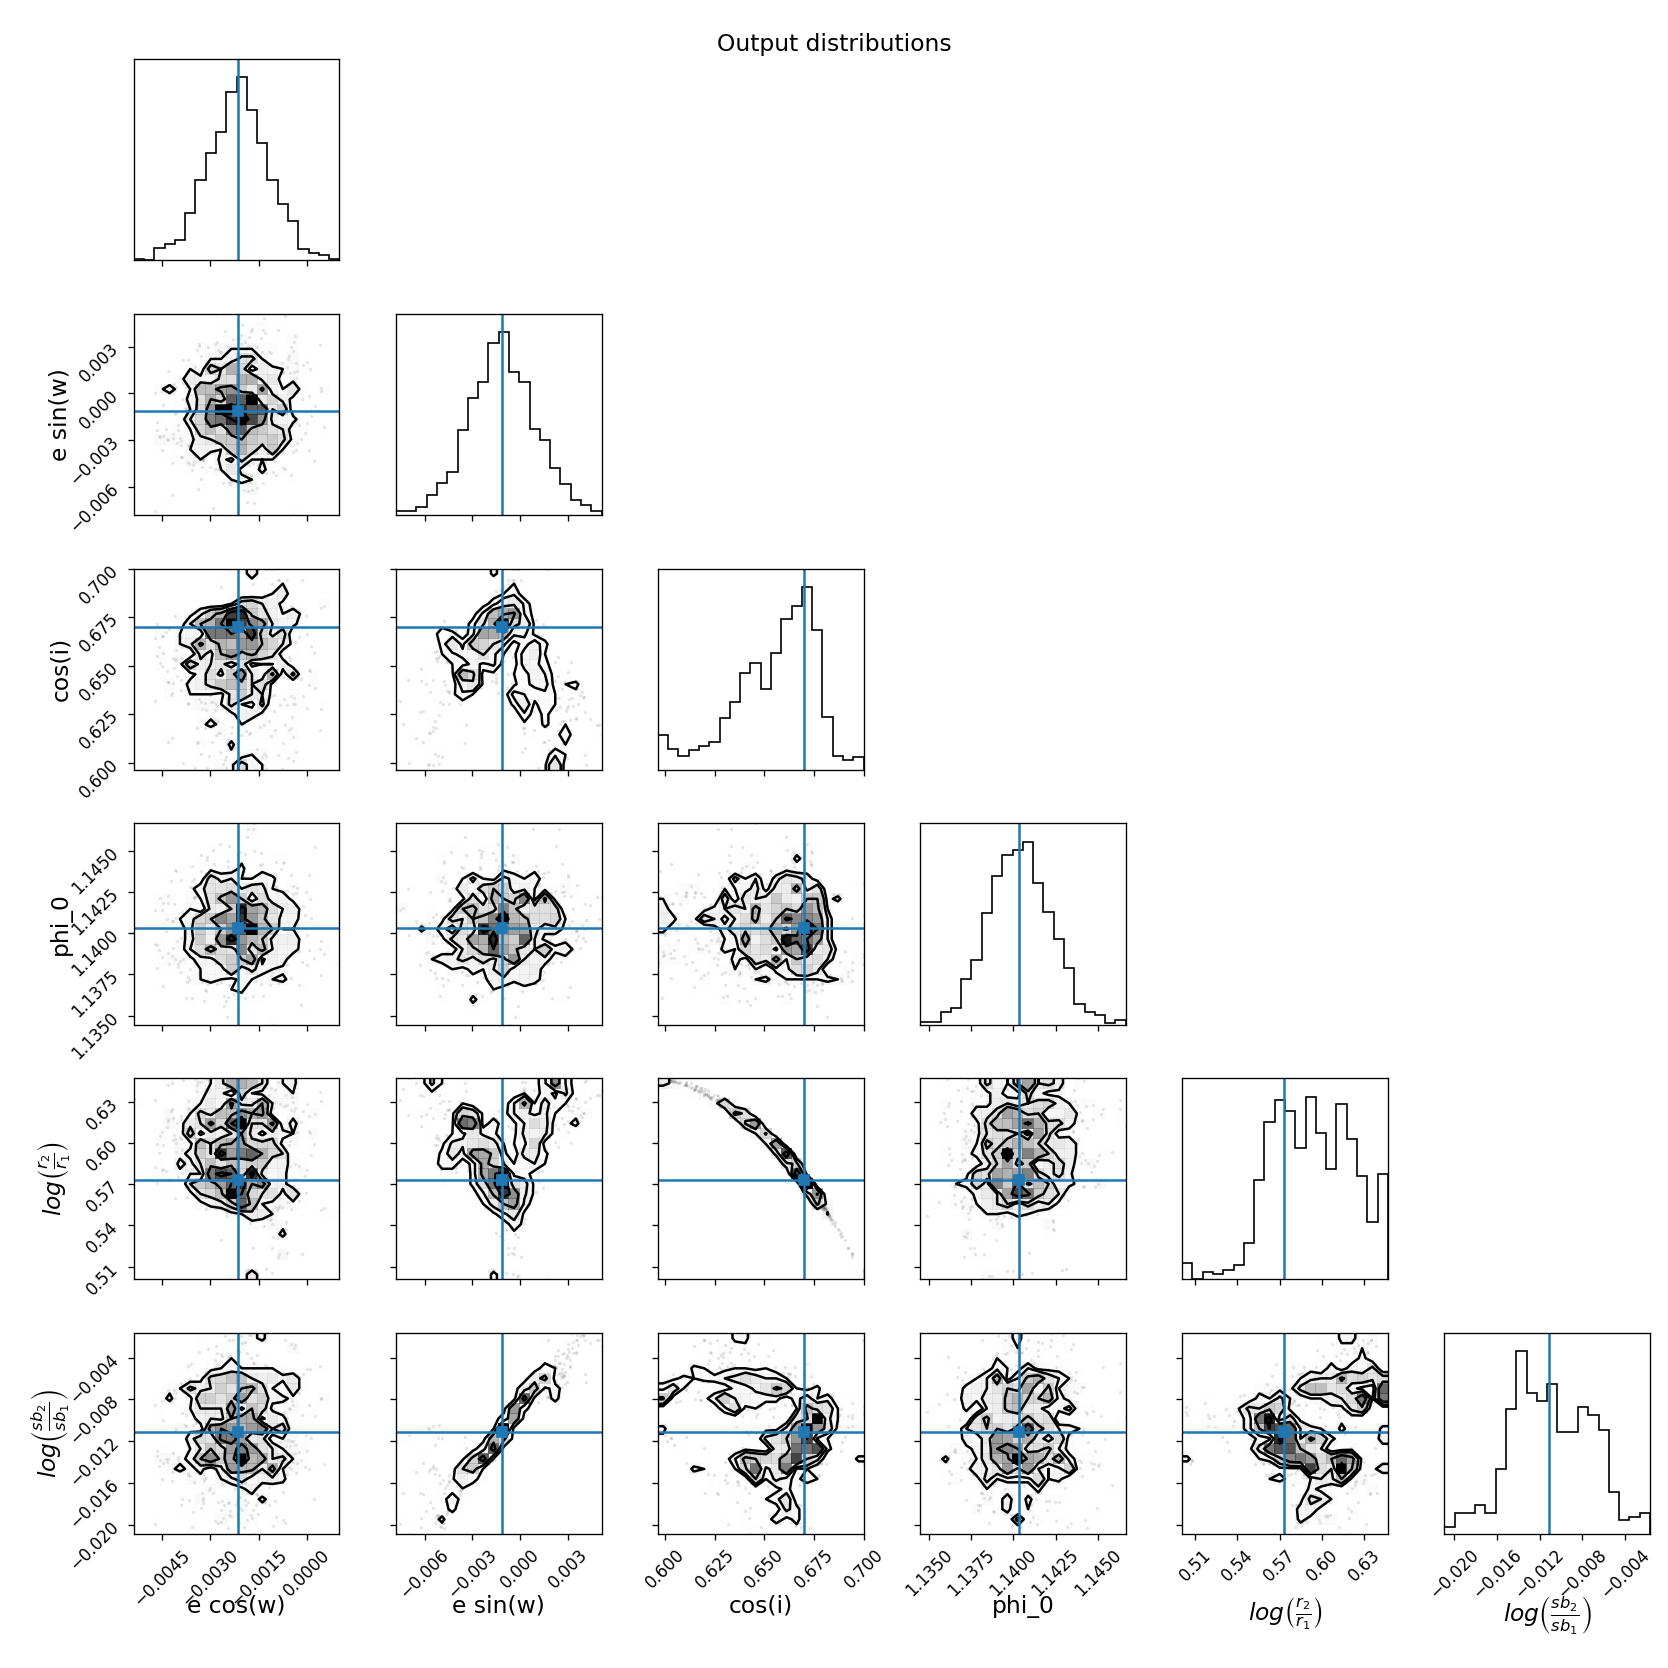 Output distributions
e sin(w)
0.003
0.000
−0.003
−0.006
cos(i)
0.700
0.675
0.650
0.625
0.600
phi_0
1.1450
1.1425
1.1400
1.1375
1.1350
log(r₂/r₁)
0.63
0.60
0.57
0.54
0.51
log(sb₂/sb₁)
−0.004
−0.008
−0.012
−0.016
−0.020
−0.0045 −0.0030 −0.0015 0.0000
e cos(w)
−0.006 −0.003 0.000 0.003
e sin(w)
0.600 0.625 0.650 0.675 0.700
cos(i)
1.1350 1.1375 1.1400 1.1425 1.1450
phi_0
0.51 0.54 0.57 0.60 0.63
log(r₂/r₁)
−0.020 −0.016 −0.012 −0.008 −0.004
log(sb₂/sb₁)